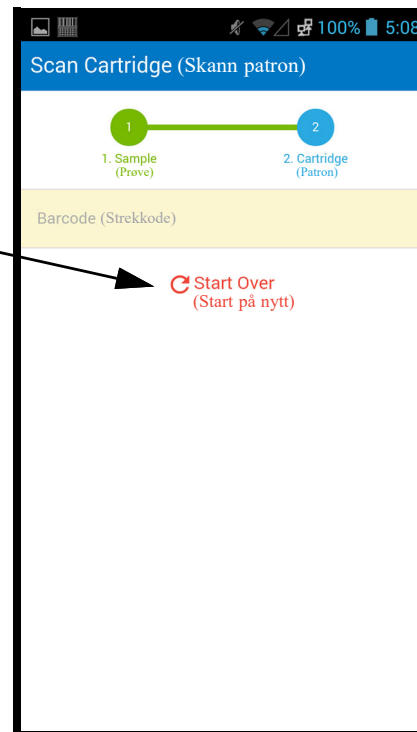 100% 5:08
Scan Cartridge (Skann patron)
1 2
1. Sample 2. Cartridge
(Prøve) (Patron)
Barcode (Strekkode)
Start Over
(Start på nytt)